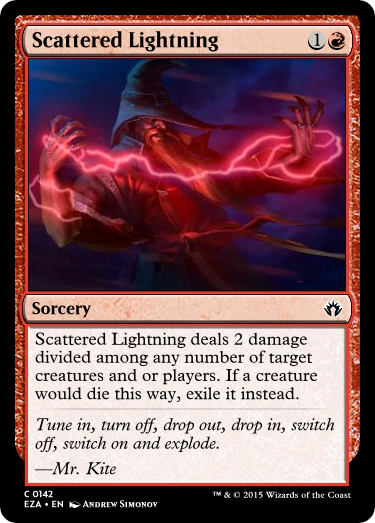 Scattered Lightning 1
Sorcery
Scattered Lightning deals 2 damage
divided among any number of target
creatures and or players. If a creature
would die this way, exile it instead.
Tune in, turn off, drop out, drop in, switch
off, switch on and explode.
—Mr. Kite
C 0142
EZA • EN Andrew Simonov
™ & © 2015 Wizards of the Coast